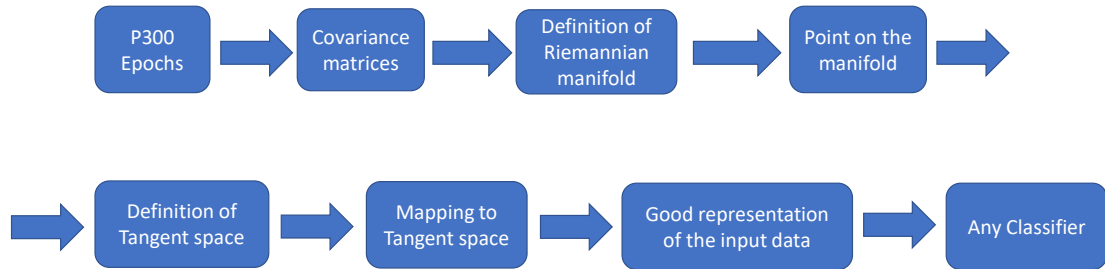 P300
Epochs
Covariance
matrices
Definition of
Riemannian
manifold
Point on the
manifold
Definition of
Tangent space
Mapping to
Tangent space
Good representation
of the input data
Any Classifier